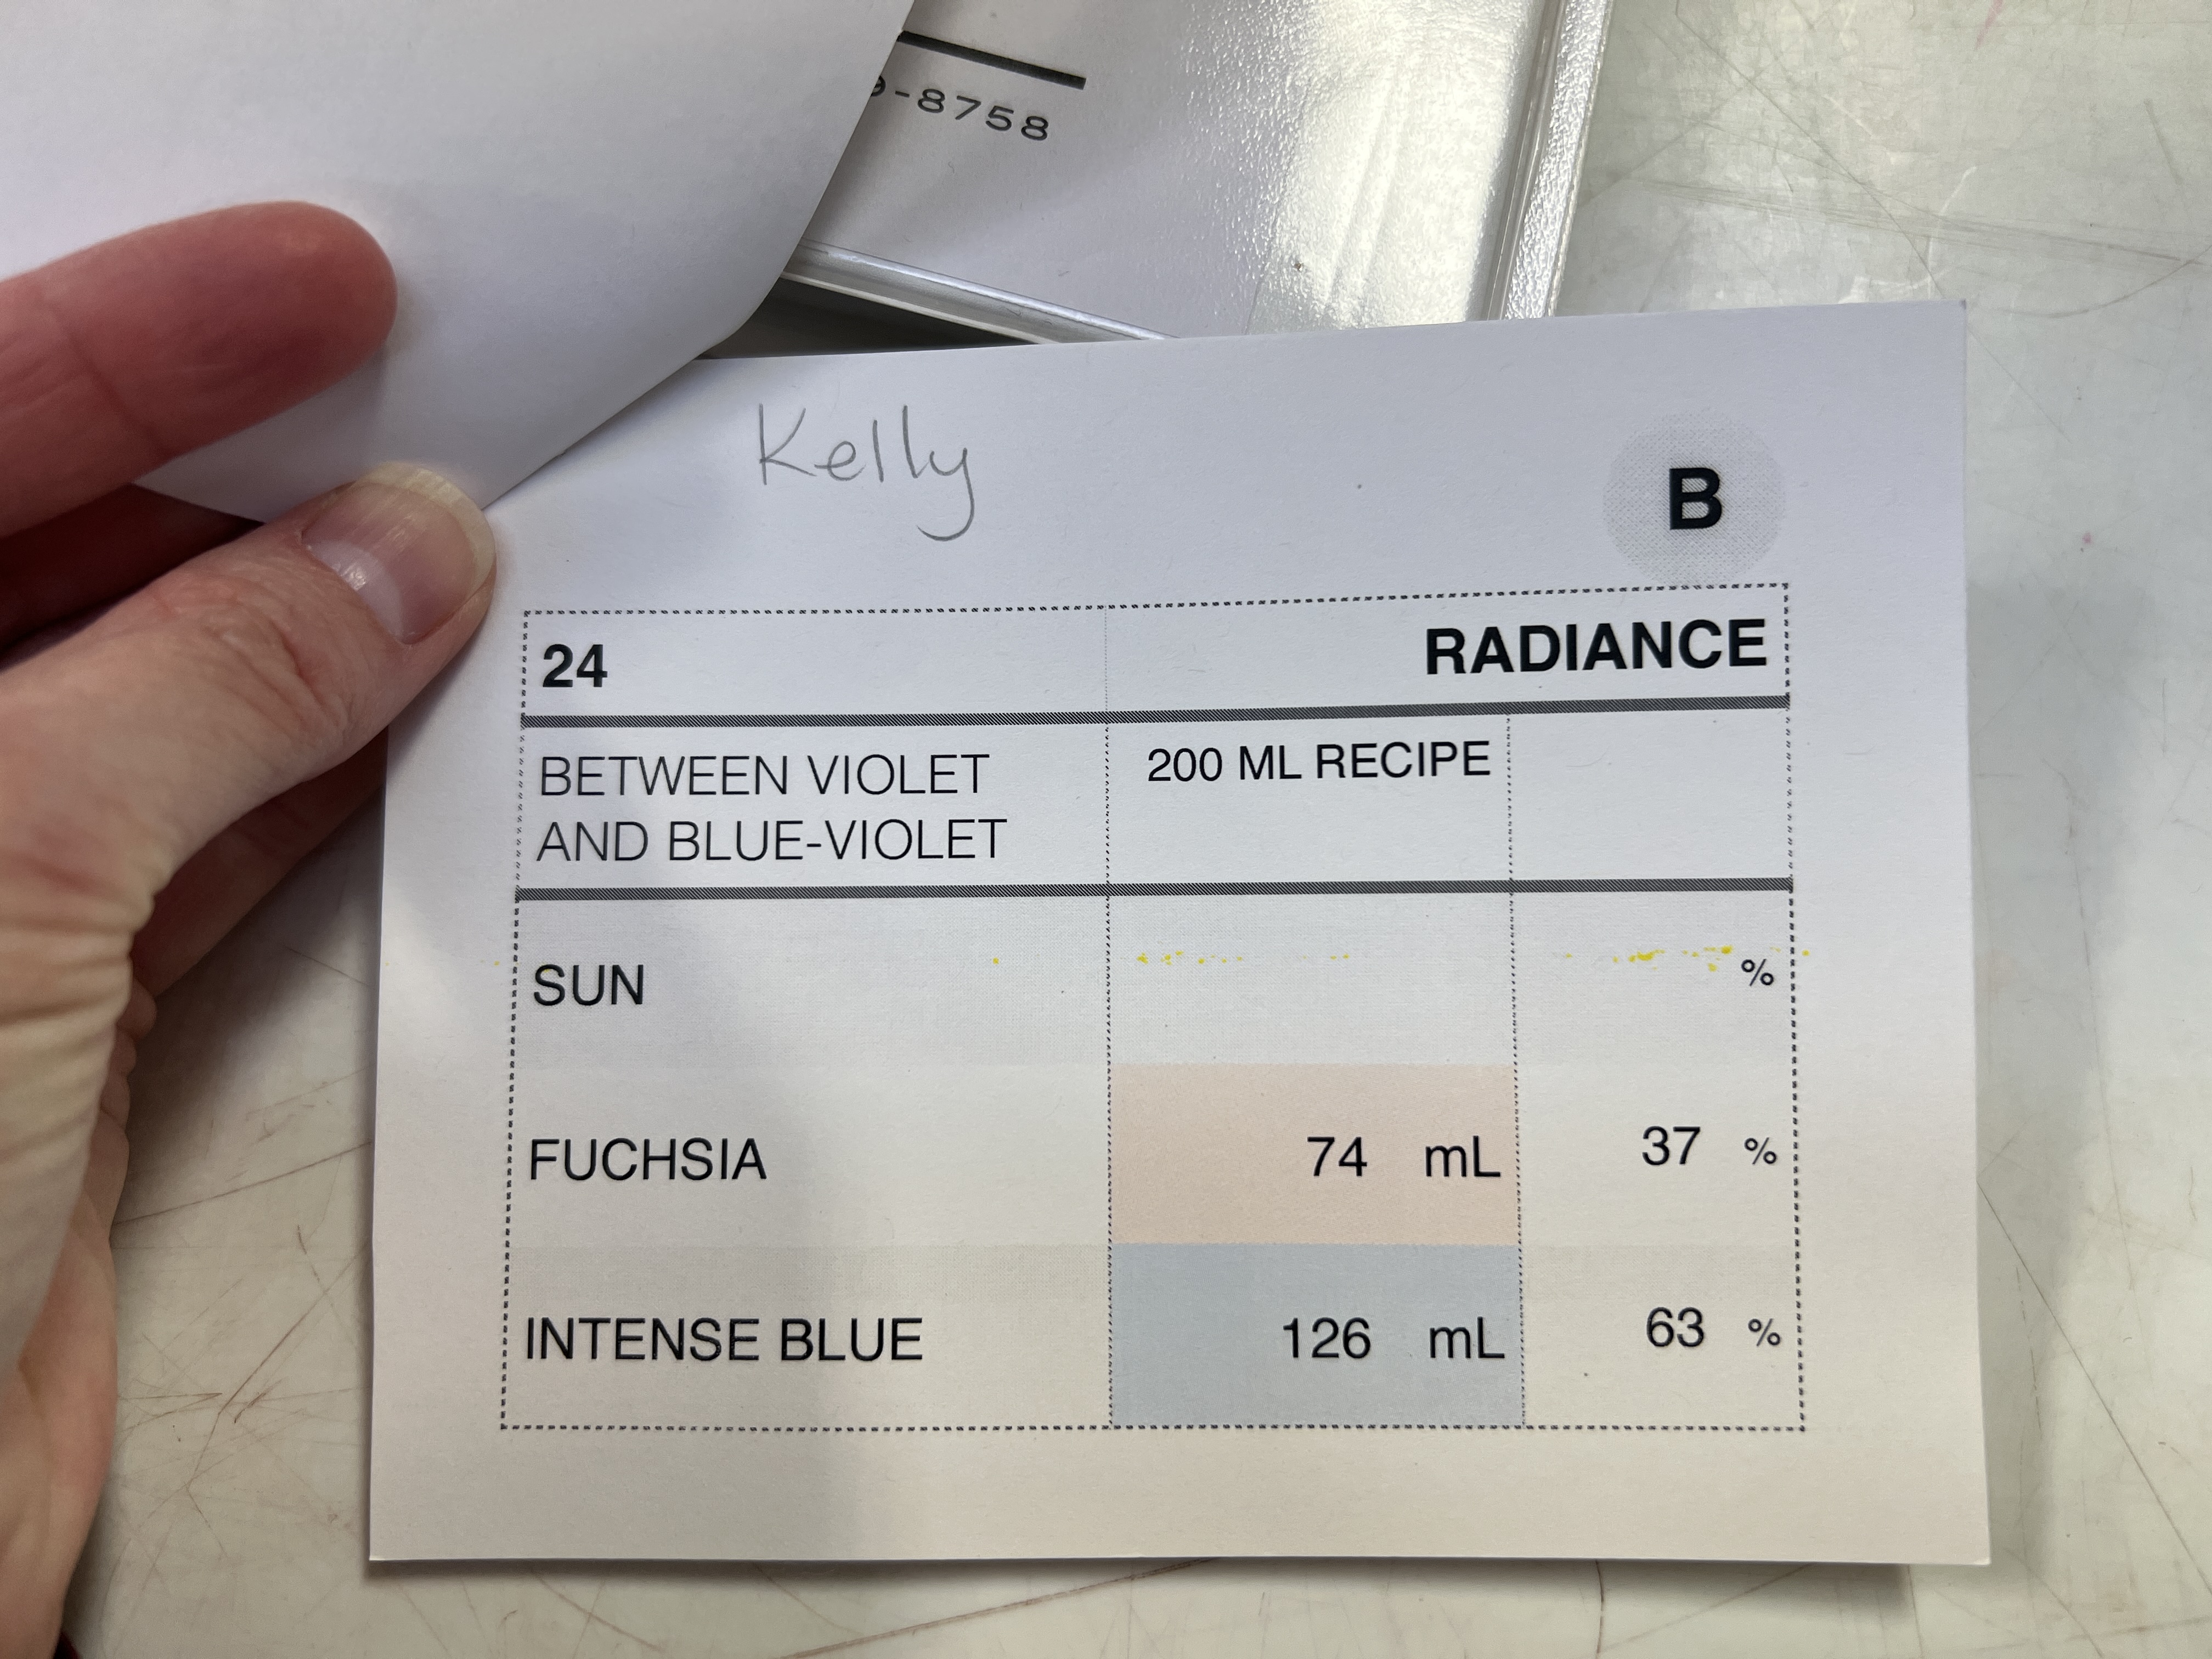 -8758
Kelly
B
24 RADIANCE
BETWEEN VIOLET
AND BLUE-VIOLET
200 ML RECIPE
SUN %
FUCHSIA 74 mL 37 %
INTENSE BLUE 126 mL 63 %